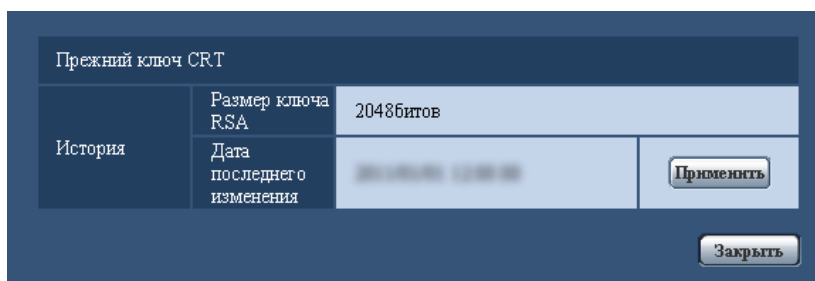 Прежний ключ CRT
История
Размер ключа
RSA
2048битов
Дата
последнего
изменения
Применить
Закрыть